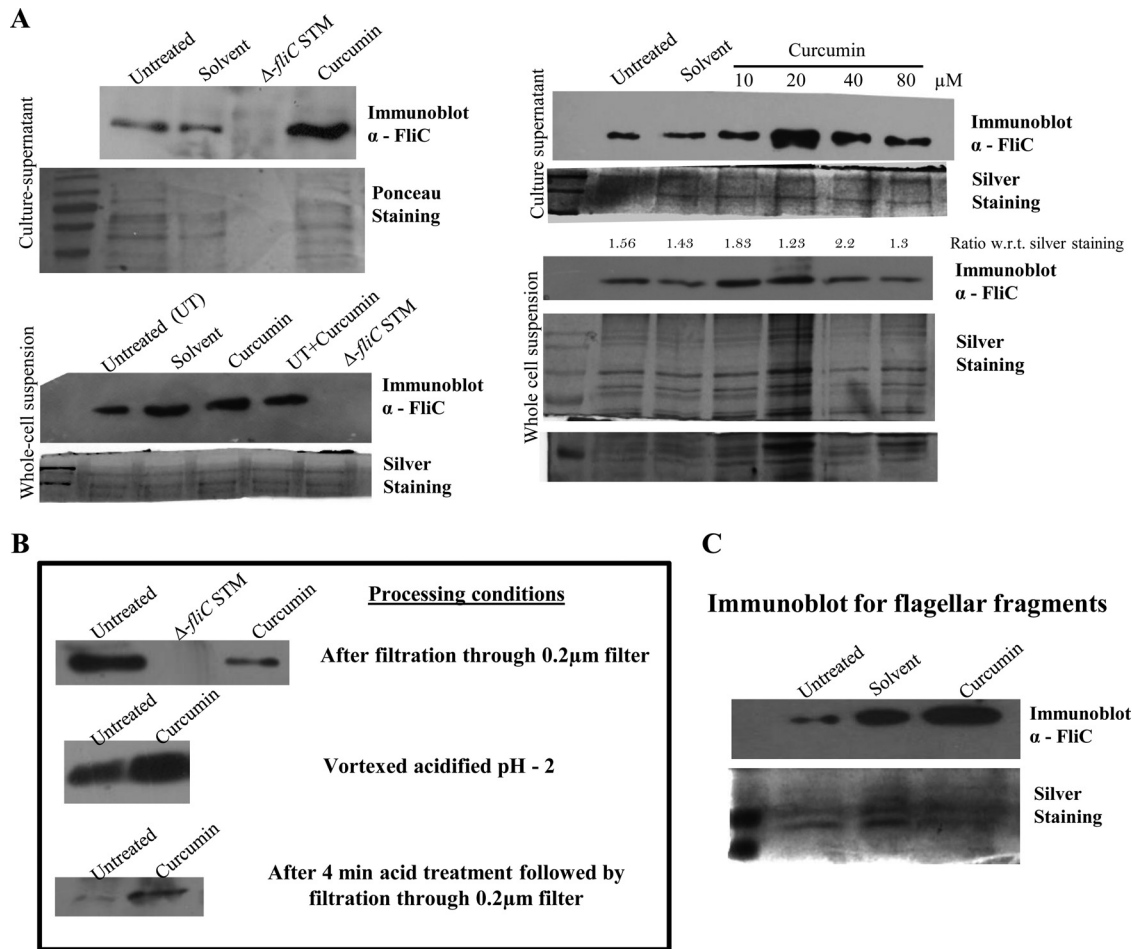 A
Untreated
Solvent
Δ-fliC STM
Curcumin
Culture-supernatant
Immunoblot
α - FliC
Ponceau
Staining
Untreated (UT)
Solvent
Curcumin
UT+Curcumin
Δ-fliC STM
Whole-cell suspension
Immunoblot
α - FliC
Silver
Staining
Untreated
Solvent
Curcumin
10 20 40 80 µM
Culture supernatant
Immunoblot
α - FliC
Silver
Staining
1.56 1.43 1.83 1.23 2.2 1.3 Ratio w.r.t. silver staining
Whole cell suspension
Immunoblot
α - FliC
Silver
Staining
B
Processing conditions
Untreated
Δ-fliC STM
Curcumin
After filtration through 0.2µm filter
Untreated
Curcumin
Vortexed acidified pH - 2
Untreated
Curcumin
After 4 min acid treatment followed by
filtration through 0.2µm filter
C
Immunoblot for flagellar fragments
Untreated
Solvent
Curcumin
Immunoblot
α - FliC
Silver
Staining